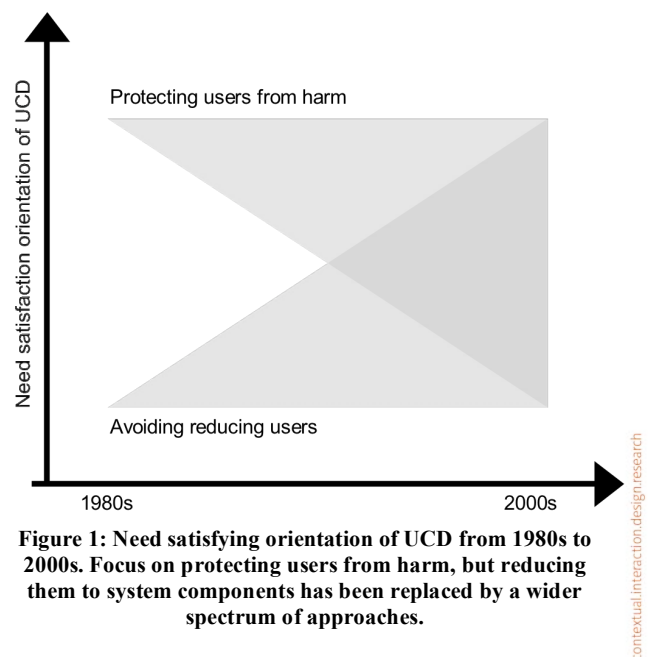 Need satisfaction orientation of UCD
Protecting users from harm
Avoiding reducing users
1980s
2000s
Figure 1: Need satisfying orientation of UCD from 1980s to
2000s. Focus on protecting users from harm, but reducing
them to system components has been replaced by a wider
spectrum of approaches.
contextual.interaction.design.research